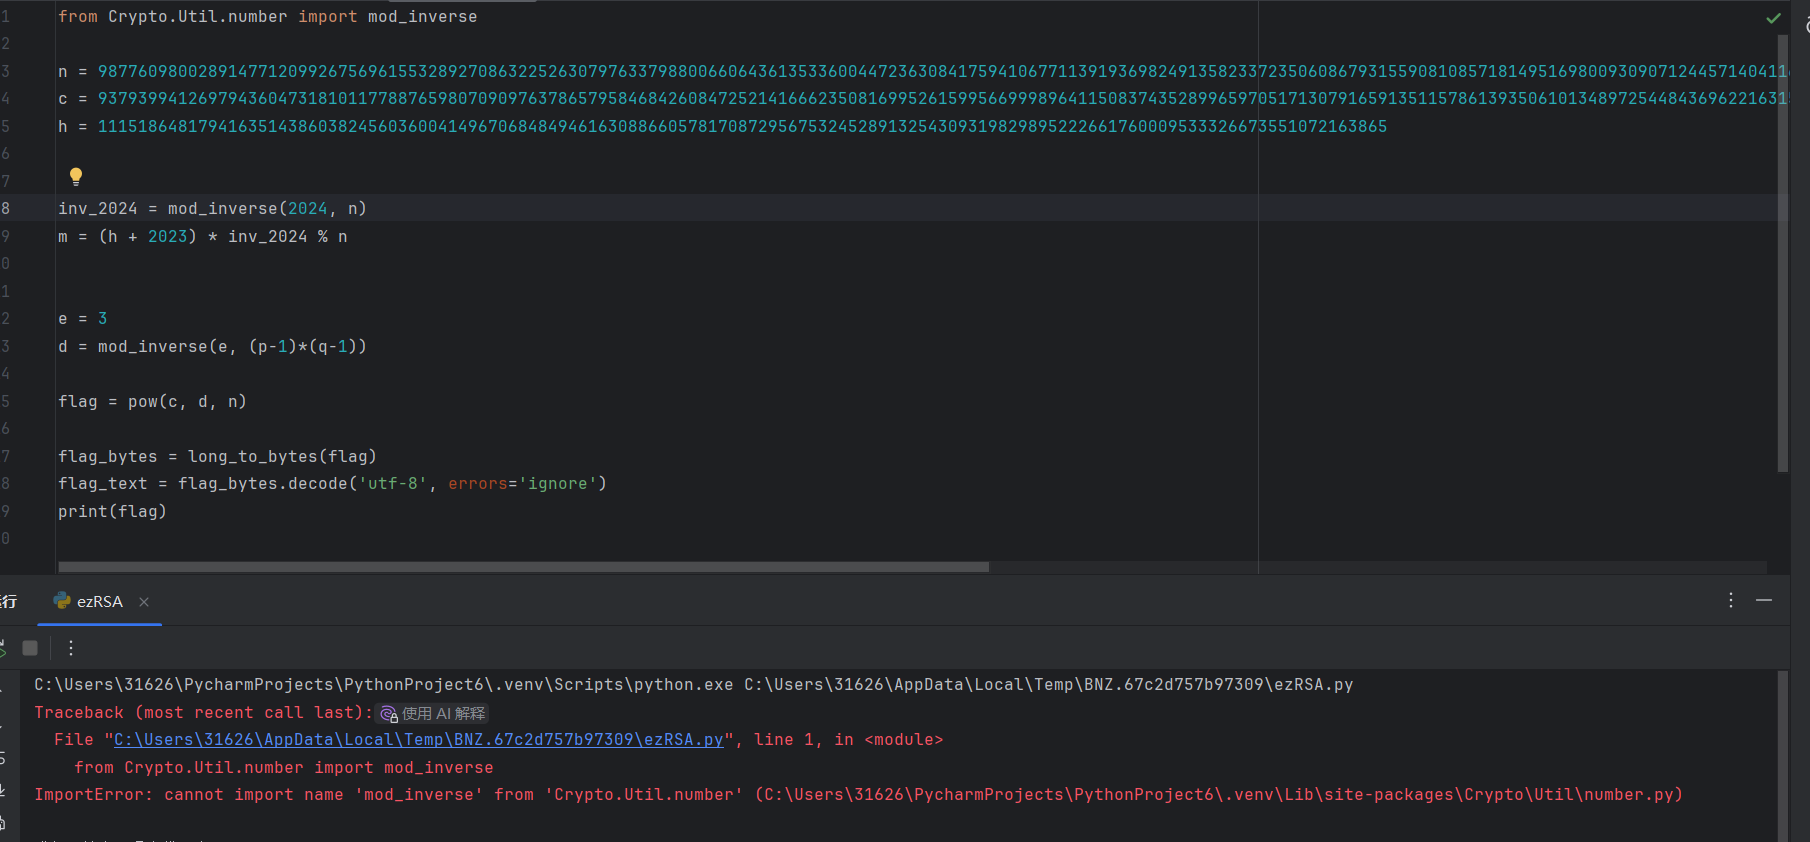 1 from Crypto.Util.number import mod_inverse
2
3 n = 
4 c = 
5 h = 
6
7
8 inv_2024 = mod_inverse(2024, n)
9 m = (h + 2023) * inv_2024 % n
0
1
2 e = 3
3 d = mod_inverse(e, (p-1)*(q-1))
4
5 flag = pow(c, d, n)
6
7 flag_bytes = long_to_bytes(flag)
8 flag_text = flag_bytes.decode('utf-8', errors='ignore')
9 print(flag)
0
行 ezRSA
C:\Users\31626\PycharmProjects\PythonProject6\.venv\Scripts\python.exe C:\Users\31626\AppData\Local\Temp\BNZ.67c2d757b97309\ezRSA.py
Traceback (most recent call last): 使用 AI 解释
File "C:\Users\31626\AppData\Local\Temp\BNZ.67c2d757b97309\ezRSA.py", line 1, in <module>
from Crypto.Util.number import mod_inverse
ImportError: cannot import name 'mod_inverse' from 'Crypto.Util.number' (C:\Users\31626\PycharmProjects\PythonProject6\.venv\Lib\site-packages\Crypto\Util\number.py)